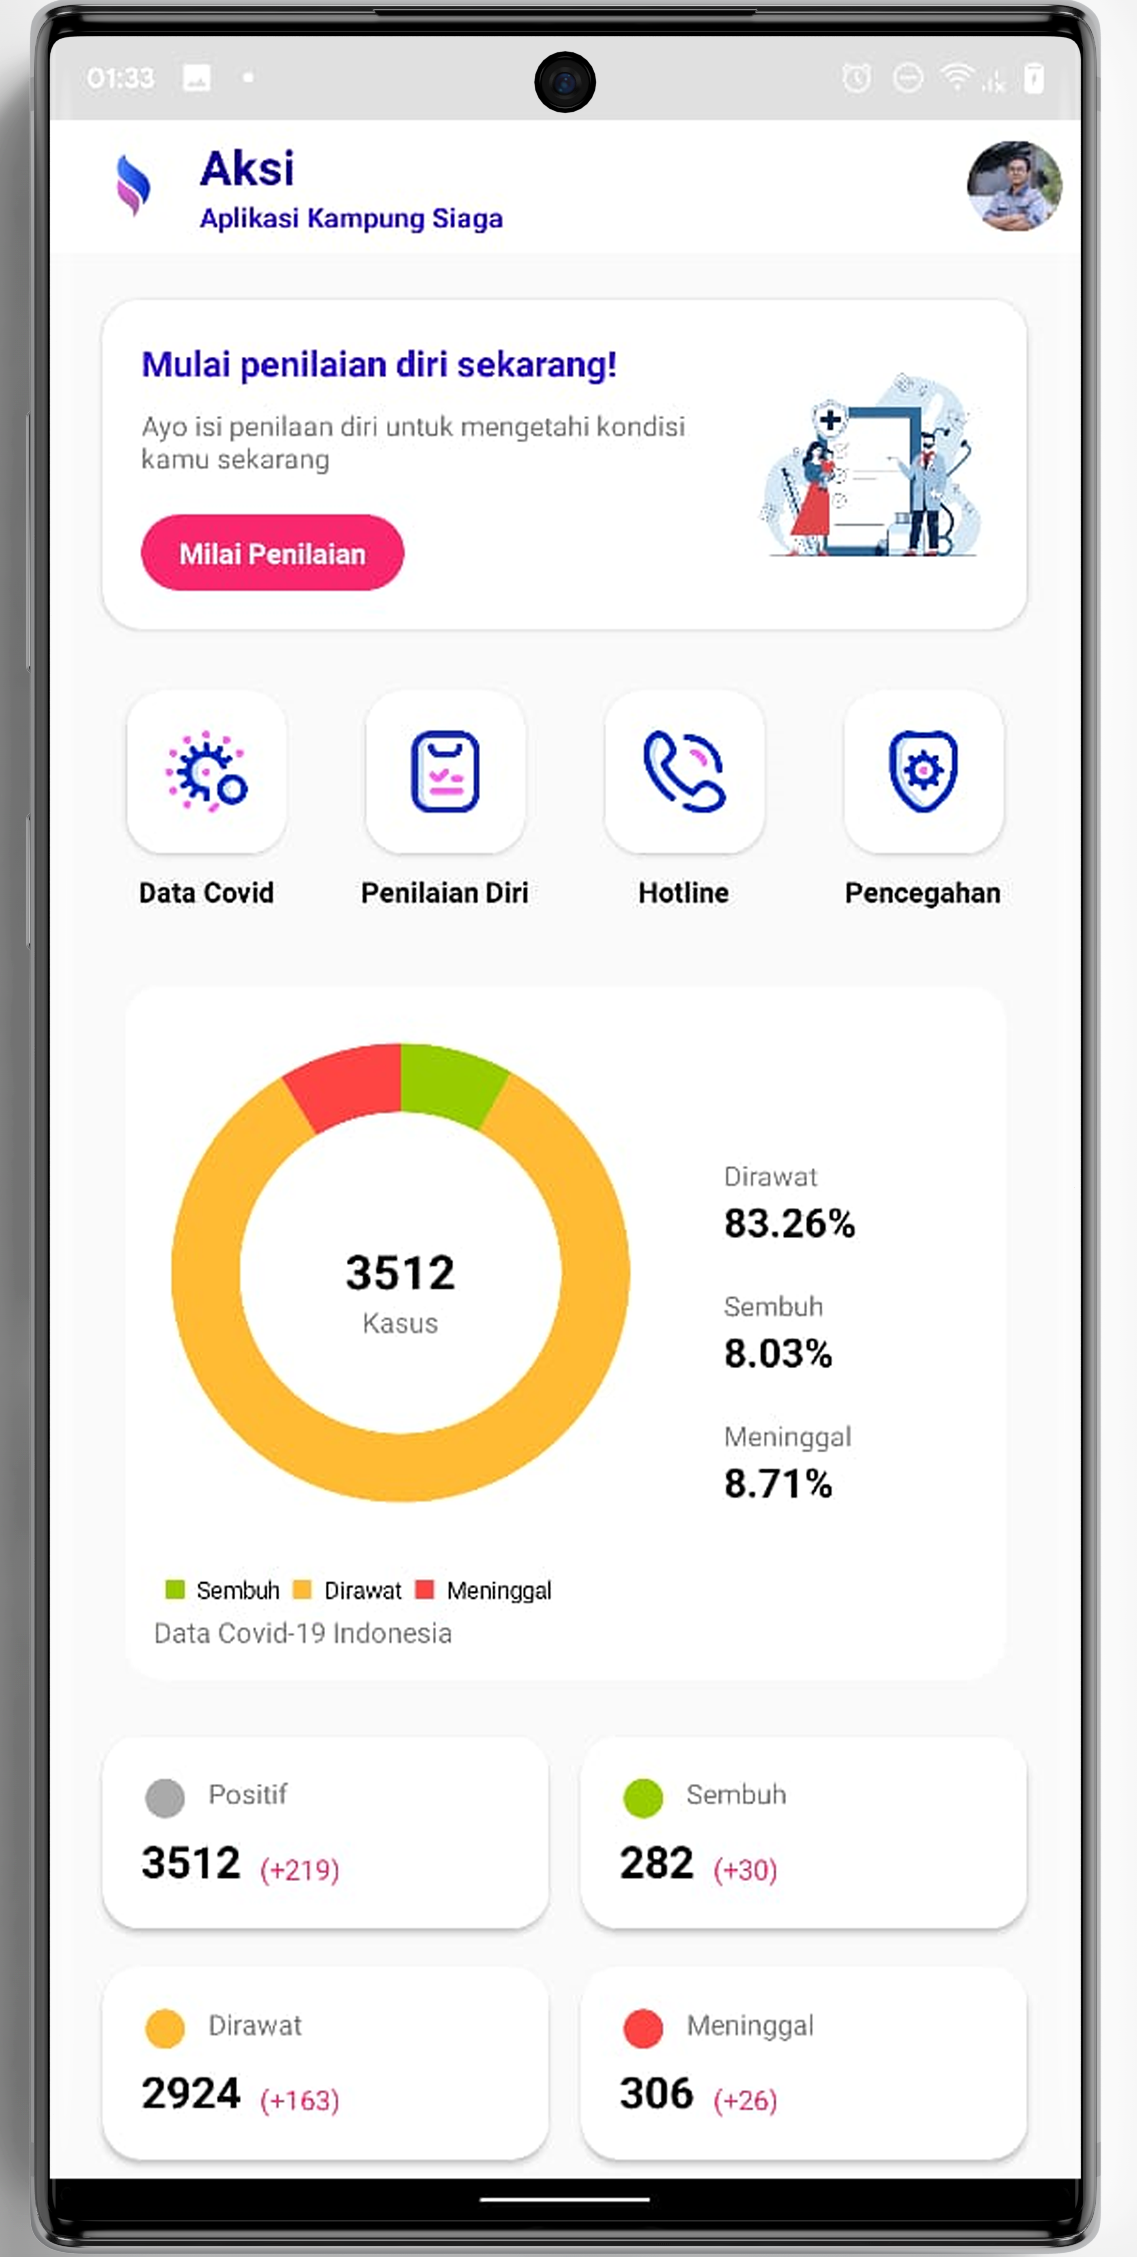 01:33
Aksi
Aplikasi Kampung Siaga
Mulai penilaian diri sekarang!
Ayo isi penilaan diri untuk mengetahi kondisi
kamu sekarang
Milai Penilaian
Data Covid
Penilaian Diri
Hotline
Pencegahan
3512
Kasus
Dirawat
83.26%
Sembuh
8.03%
Meninggal
8.71%
Sembuh Dirawat Meninggal
Data Covid-19 Indonesia
Positif
3512 (+219)
Sembuh
282 (+30)
Dirawat
2924 (+163)
Meninggal
306 (+26)